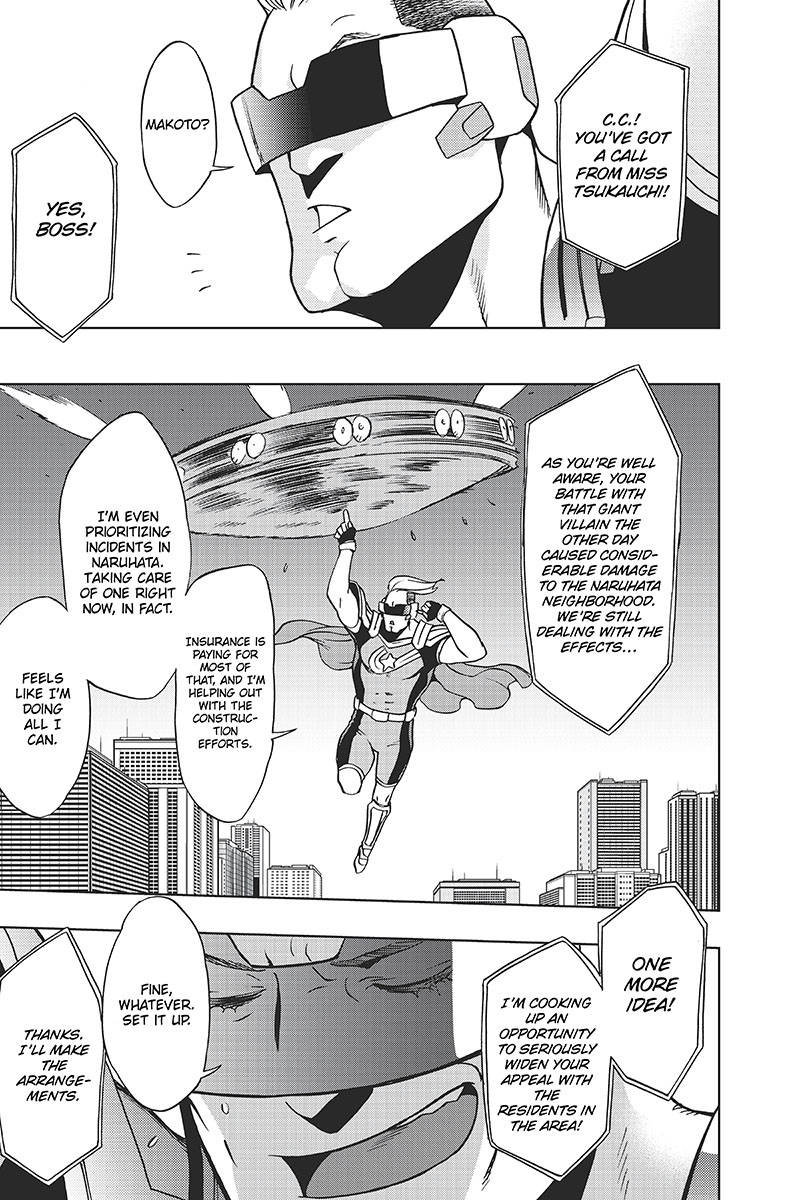 C.C.!
YOU'VE GOT
A CALL
FROM MISS
TSUKAUCHI!
MAKOTO?
YES,
BOSS!
AS YOU'RE WELL
AWARE, YOUR
BATTLE WITH
THAT GIANT
VILLAIN THE
OTHER DAY
CAUSED CONSID-
ERABLE DAMAGE
TO THE NARUHATA
NEIGHBORHOOD.
WE'RE STILL
DEALING WITH THE
EFFECTS...
INSURANCE IS
PAYING FOR
MOST OF
THAT, AND I'M
HELPING OUT
WITH THE
CONSTRUC-
TION
EFFORTS.
I'M EVEN
PRIORITIZING
INCIDENTS IN
NARUHATA.
TAKING CARE
OF ONE RIGHT
NOW, IN FACT.
FEELS
LIKE I'M
DOING
ALL I
CAN.
ONE
MORE
IDEA!
I'M COOKING
UP AN
OPPORTUNITY
TO SERIOUSLY
WIDEN YOUR
APPEAL WITH
THE
RESIDENTS IN
THE AREA!
FINE,
WHATEVER.
SET IT UP.
THANKS.
I'LL MAKE
THE
ARRANGE-
MENTS.